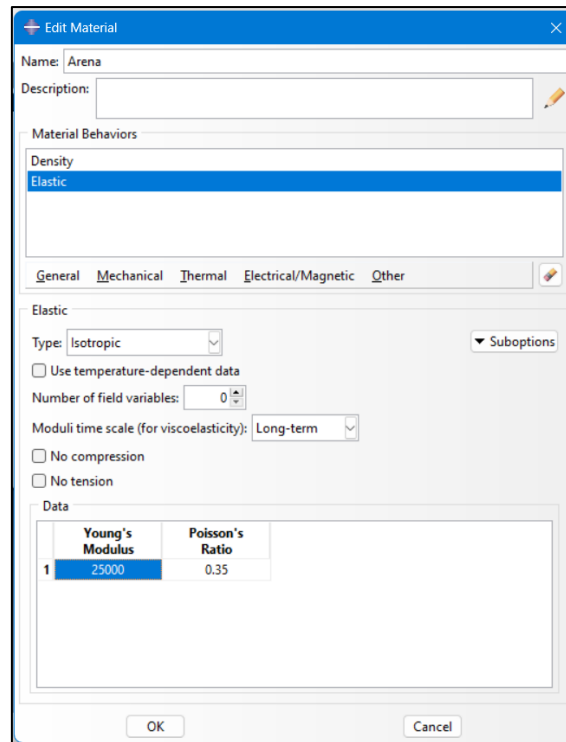 Edit Material
Name: Arena
Description:
Material Behaviors
Density
Elastic
General Mechanical Thermal Electrical/Magnetic Other
Elastic
Type: Isotropic
Suboptions
Use temperature-dependent data
Number of field variables: 0
Moduli time scale (for viscoelasticity): Long-term
No compression
No tension
Data
Young's Poisson's
Modulus Ratio
1 25000 0.35
OK Cancel